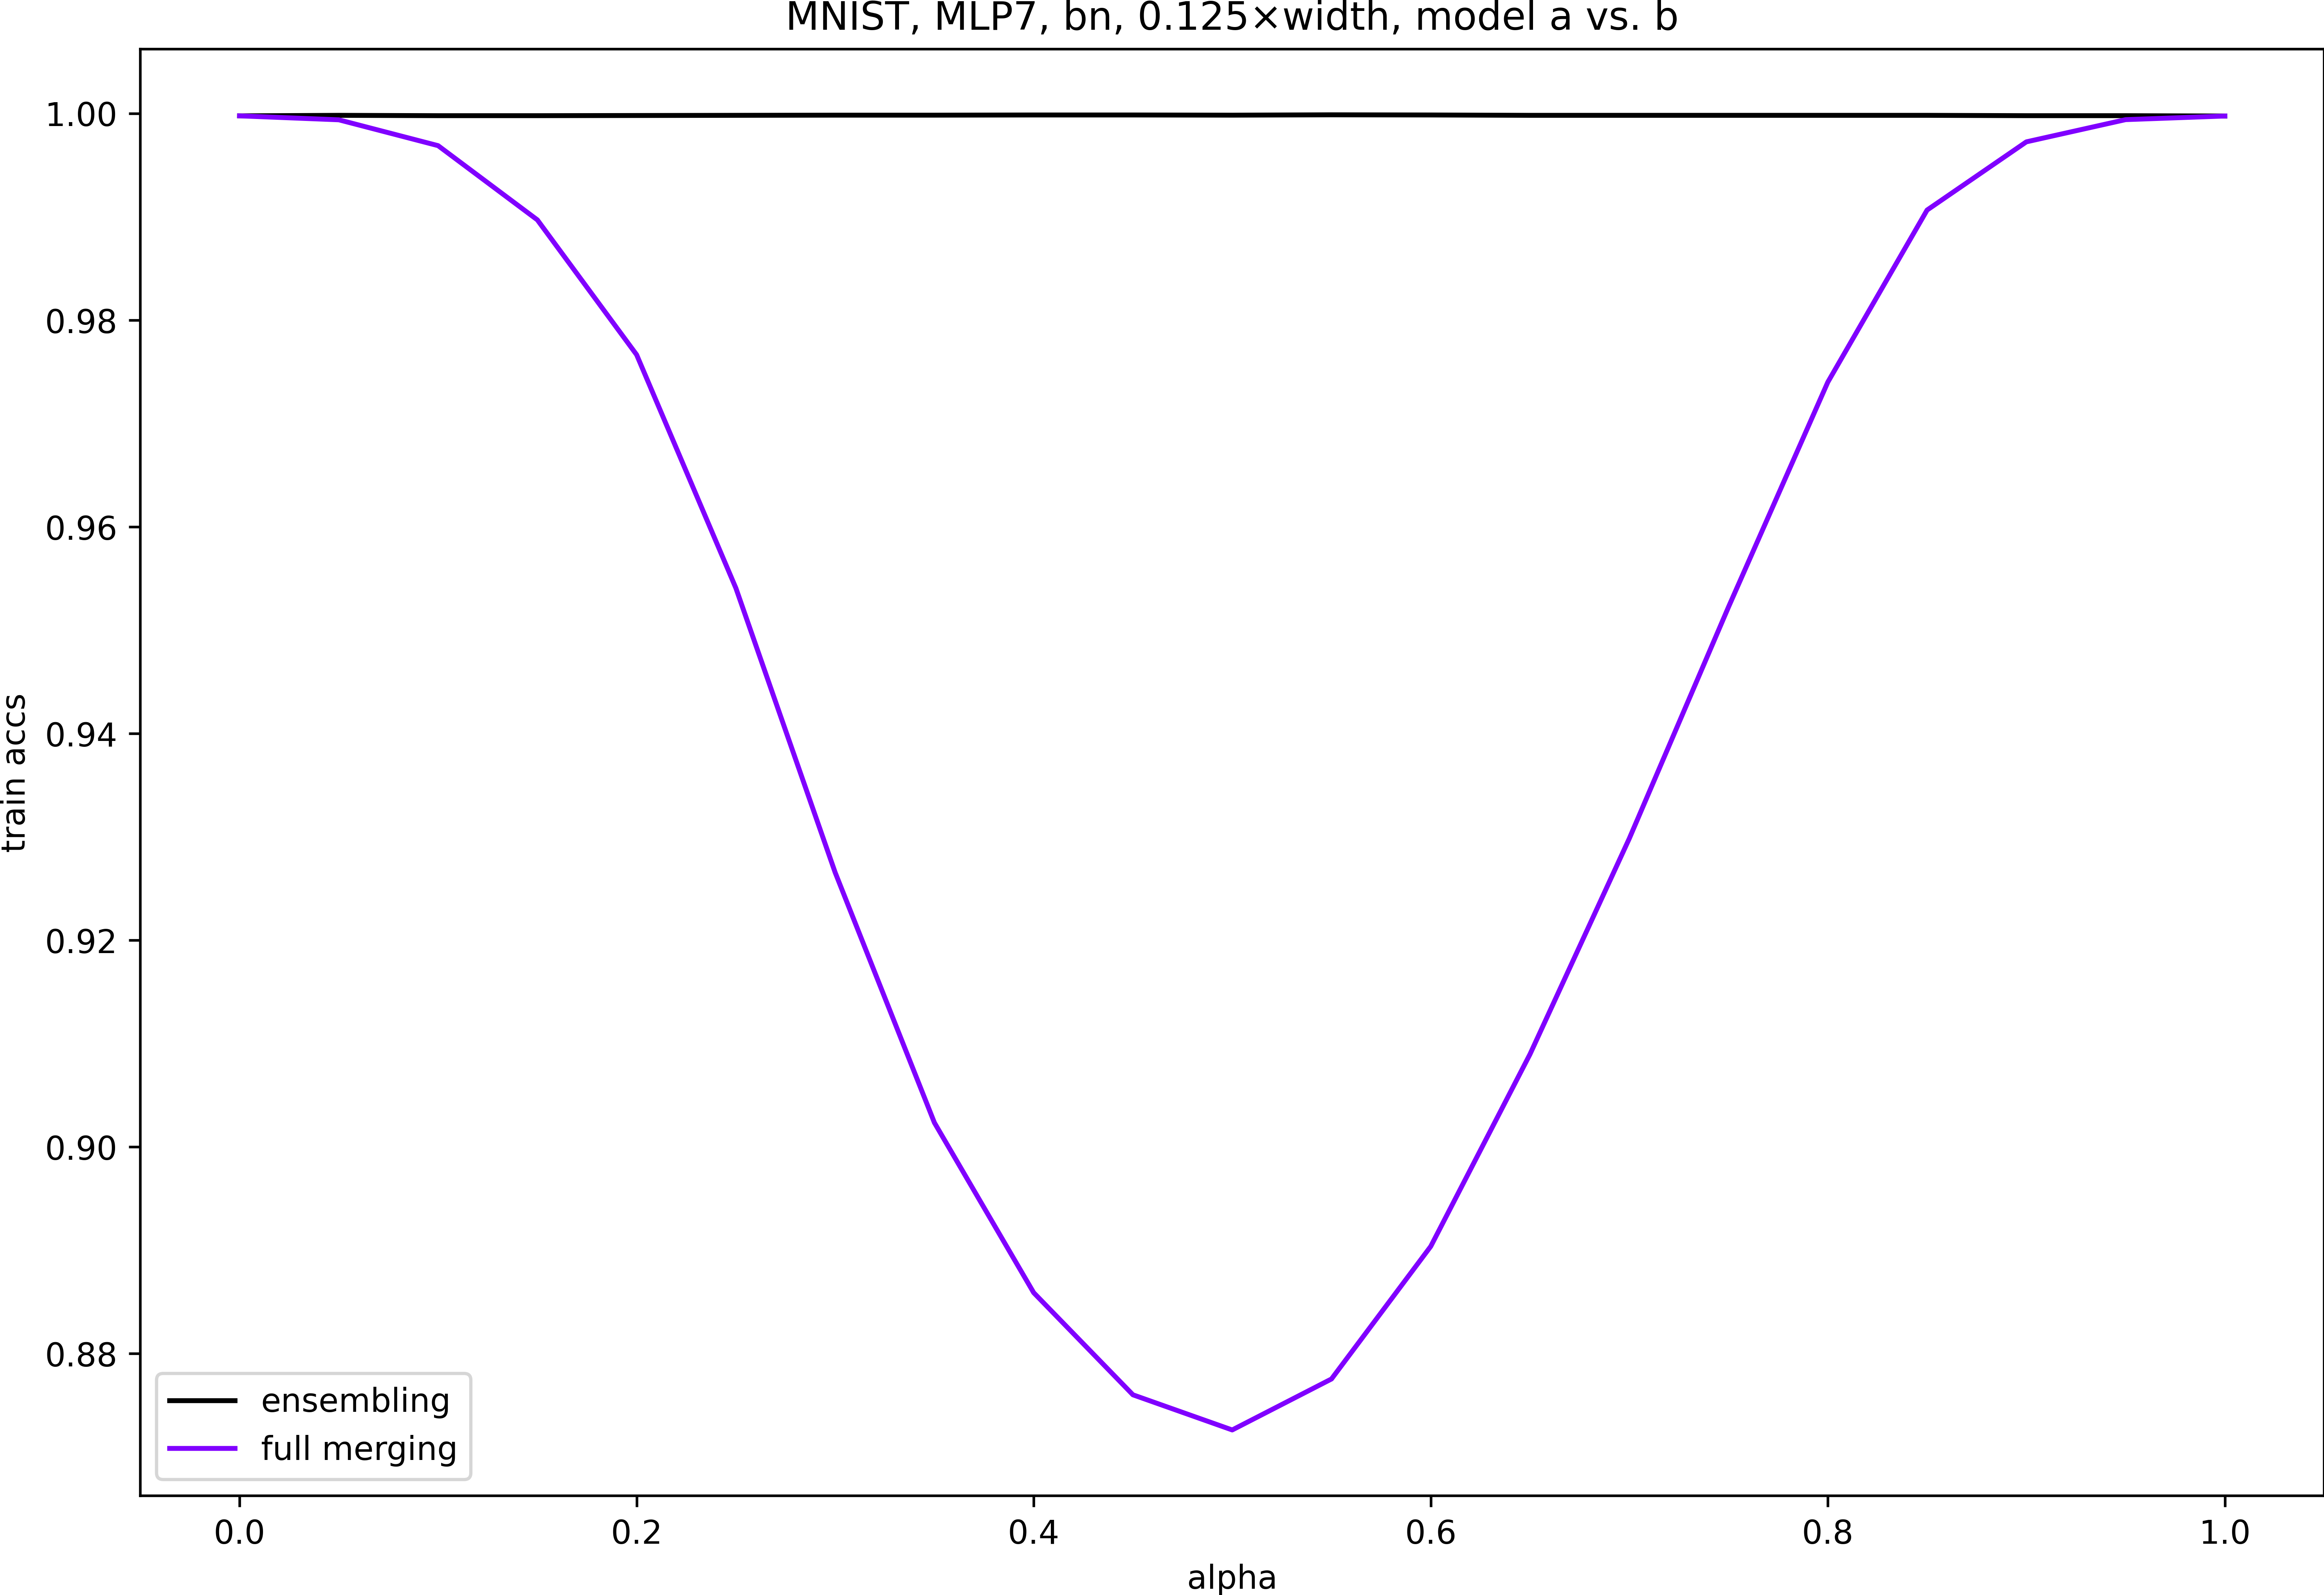 MNIST, MLP7, bn, 0.125×width, model a vs. b
1.00
0.98
0.96
0.94
0.92
0.90
0.88
train accs
ensembling
full merging
0.0 0.2 0.4 0.6 0.8 1.0
alpha